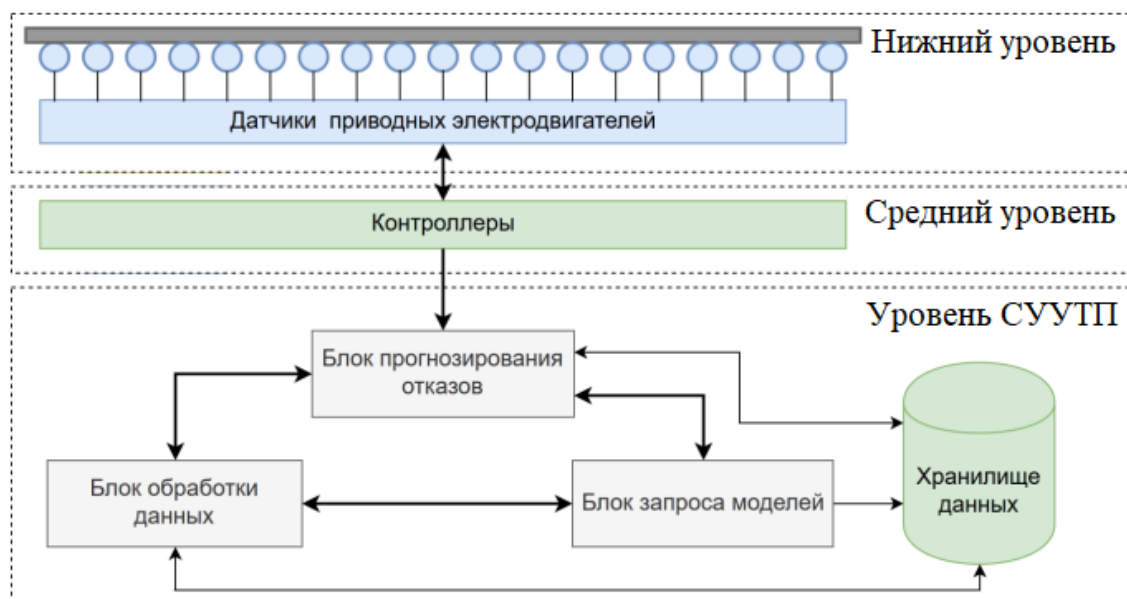 Нижний уровень
Датчики приводных электродвигателей
Средний уровень
Контроллеры
Уровень СУУТП
Блок прогнозирования
отказов
Блок обработки
данных
Блок запроса моделей
Хранилище
данных